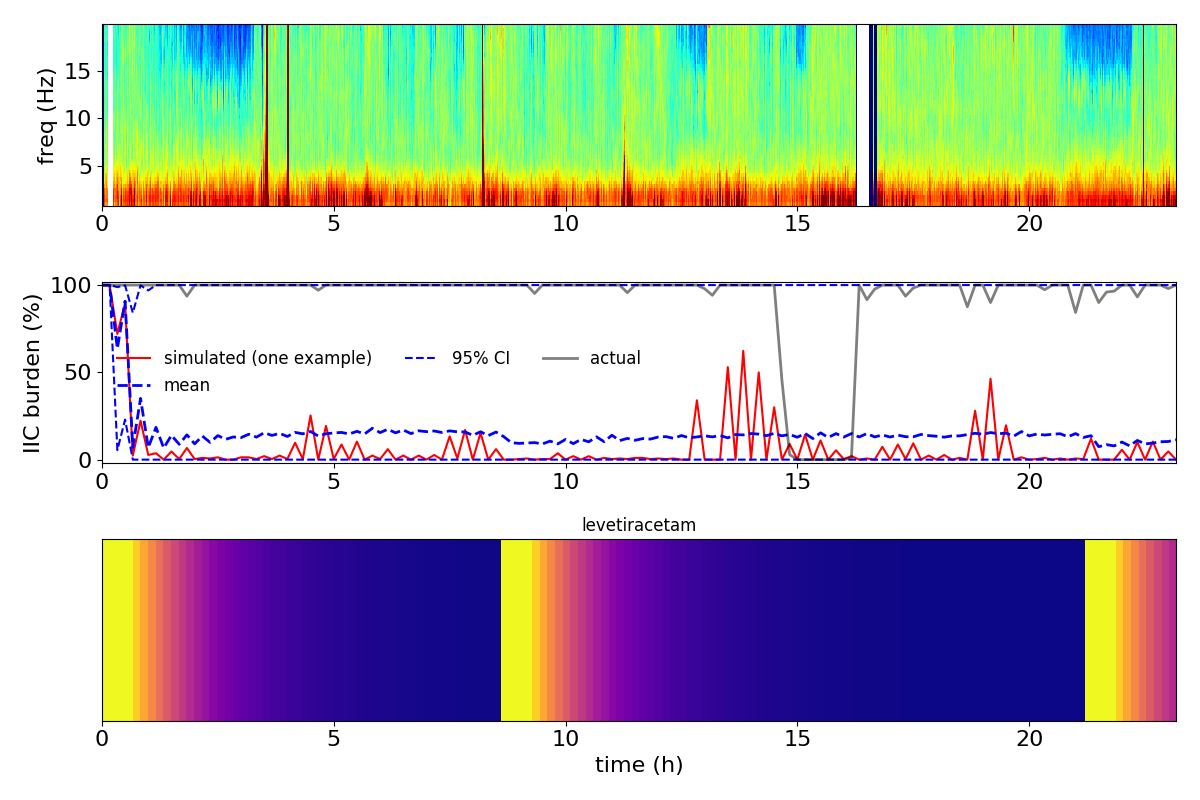 freq (Hz)
15
10
5
0 5 10 15 20
IIC burden (%)
100
50
0
simulated (one example) 95% CI actual
mean
0 5 10 15 20
levetiracetam
0 5 10 15 20
time (h)